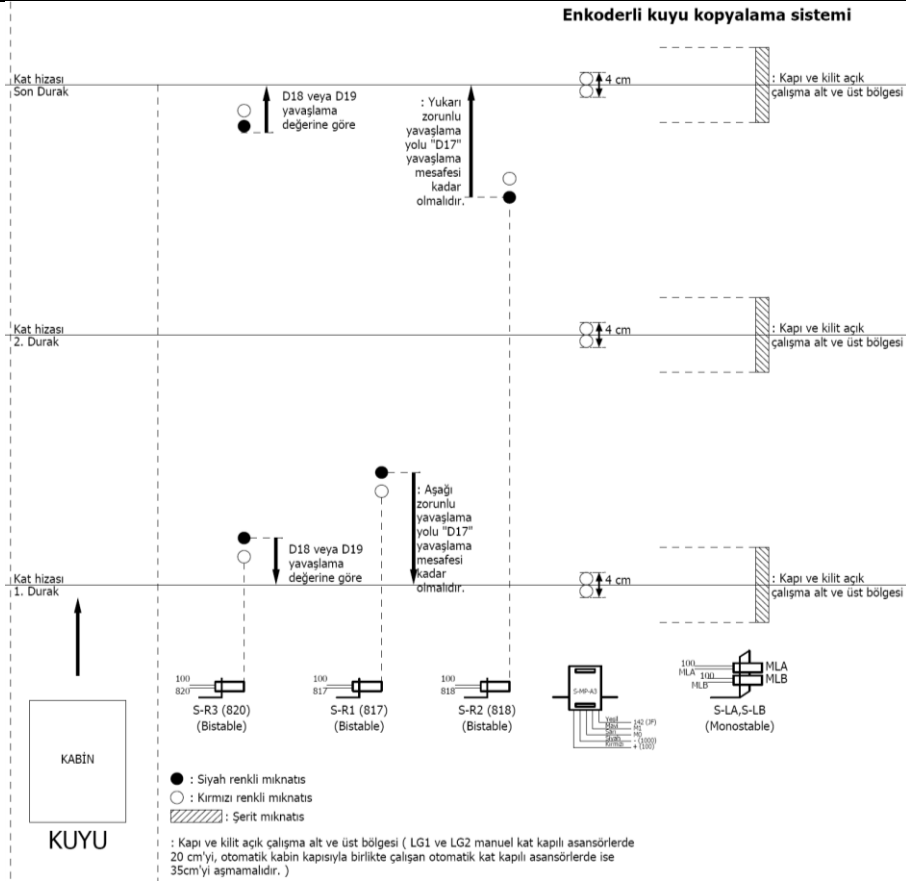 Enkoderli kuyu kopyalama sistemi
Kat hizası
Son Durak
D18 veya D19
yavaşlama
değerine göre
: Yukarı
zorunlu
yavaşlama
yolu "D17"
yavaşlama
mesafesi
kadar
olmalıdır.
4 cm
: Kapı ve kilit açık
çalışma alt ve üst bölgesi
Kat hizası
2. Durak
4 cm
: Kapı ve kilit açık
çalışma alt ve üst bölgesi
: Aşağı
zorunlu
yavaşlama
yolu "D17"
yavaşlama
mesafesi
kadar
olmalıdır.
D18 veya D19
yavaşlama
değerine göre
Kat hizası
1. Durak
4 cm
: Kapı ve kilit açık
çalışma alt ve üst bölgesi
100
820
S-R3 (820)
(Bistable)
100
817
S-R1 (817)
(Bistable)
100
818
S-R2 (818)
(Bistable)
S-MP-A3
Yeşil
Mavi
Sarı
Siyah
Kırmızı
142 (JP)
M1
M0
- (1000)
+ (100)
100
MLA
100
MLB
MLA
MLB
S-LA,S-LB
(Monostable)
KABİN
KUYU
: Siyah renkli mıknatıs
: Kırmızı renkli mıknatıs
: Şerit mıknatıs
: Kapı ve kilit açık çalışma alt ve üst bölgesi ( LG1 ve LG2 manuel kat kapılı asansörlerde
20 cm'yi, otomatik kabin kapısıyla birlikte çalışan otomatik kat kapılı asansörlerde ise
35cm'yi aşmamalıdır. )